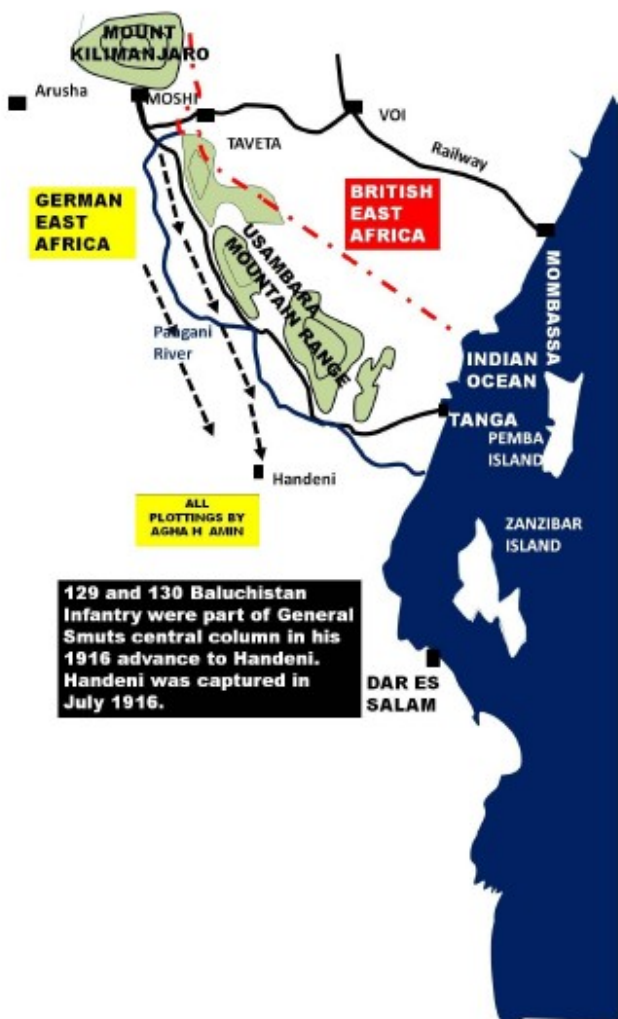 MOUNT
KILIMANJARO
Arusha
MOSHI
VOI
TAVETA
Railway
GERMAN
EAST
AFRICA
BRITISH
EAST
AFRICA
USAMBARA
MOUNTAIN RANGE
MOMBASSA
Pangani
River
INDIAN
OCEAN
TANGA
PEMBA
ISLAND
Handeni
ALL
PLOTTINGS BY
AGHA H AMIN
ZANZIBAR
ISLAND
129 and 130 Baluchistan
Infantry were part of General
Smuts central column in his
1916 advance to Handeni.
Handeni was captured in
July 1916.
DAR ES
SALAM